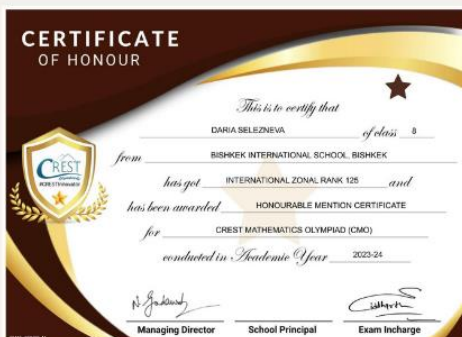 CERTIFICATE
OF HONOUR
This is to certify that
DARIA SELEZNEVA of class 8
from BISHKEK INTERNATIONAL SCHOOL, BISHKEK
has got INTERNATIONAL ZONAL RANK 125 and
has been awarded HONOURABLE MENTION CERTIFICATE
for CREST MATHEMATICS OLYMPIAD (CMO)
conducted in Academic Year 2023-24
CREST
Managing Director School Principal Exam Incharge